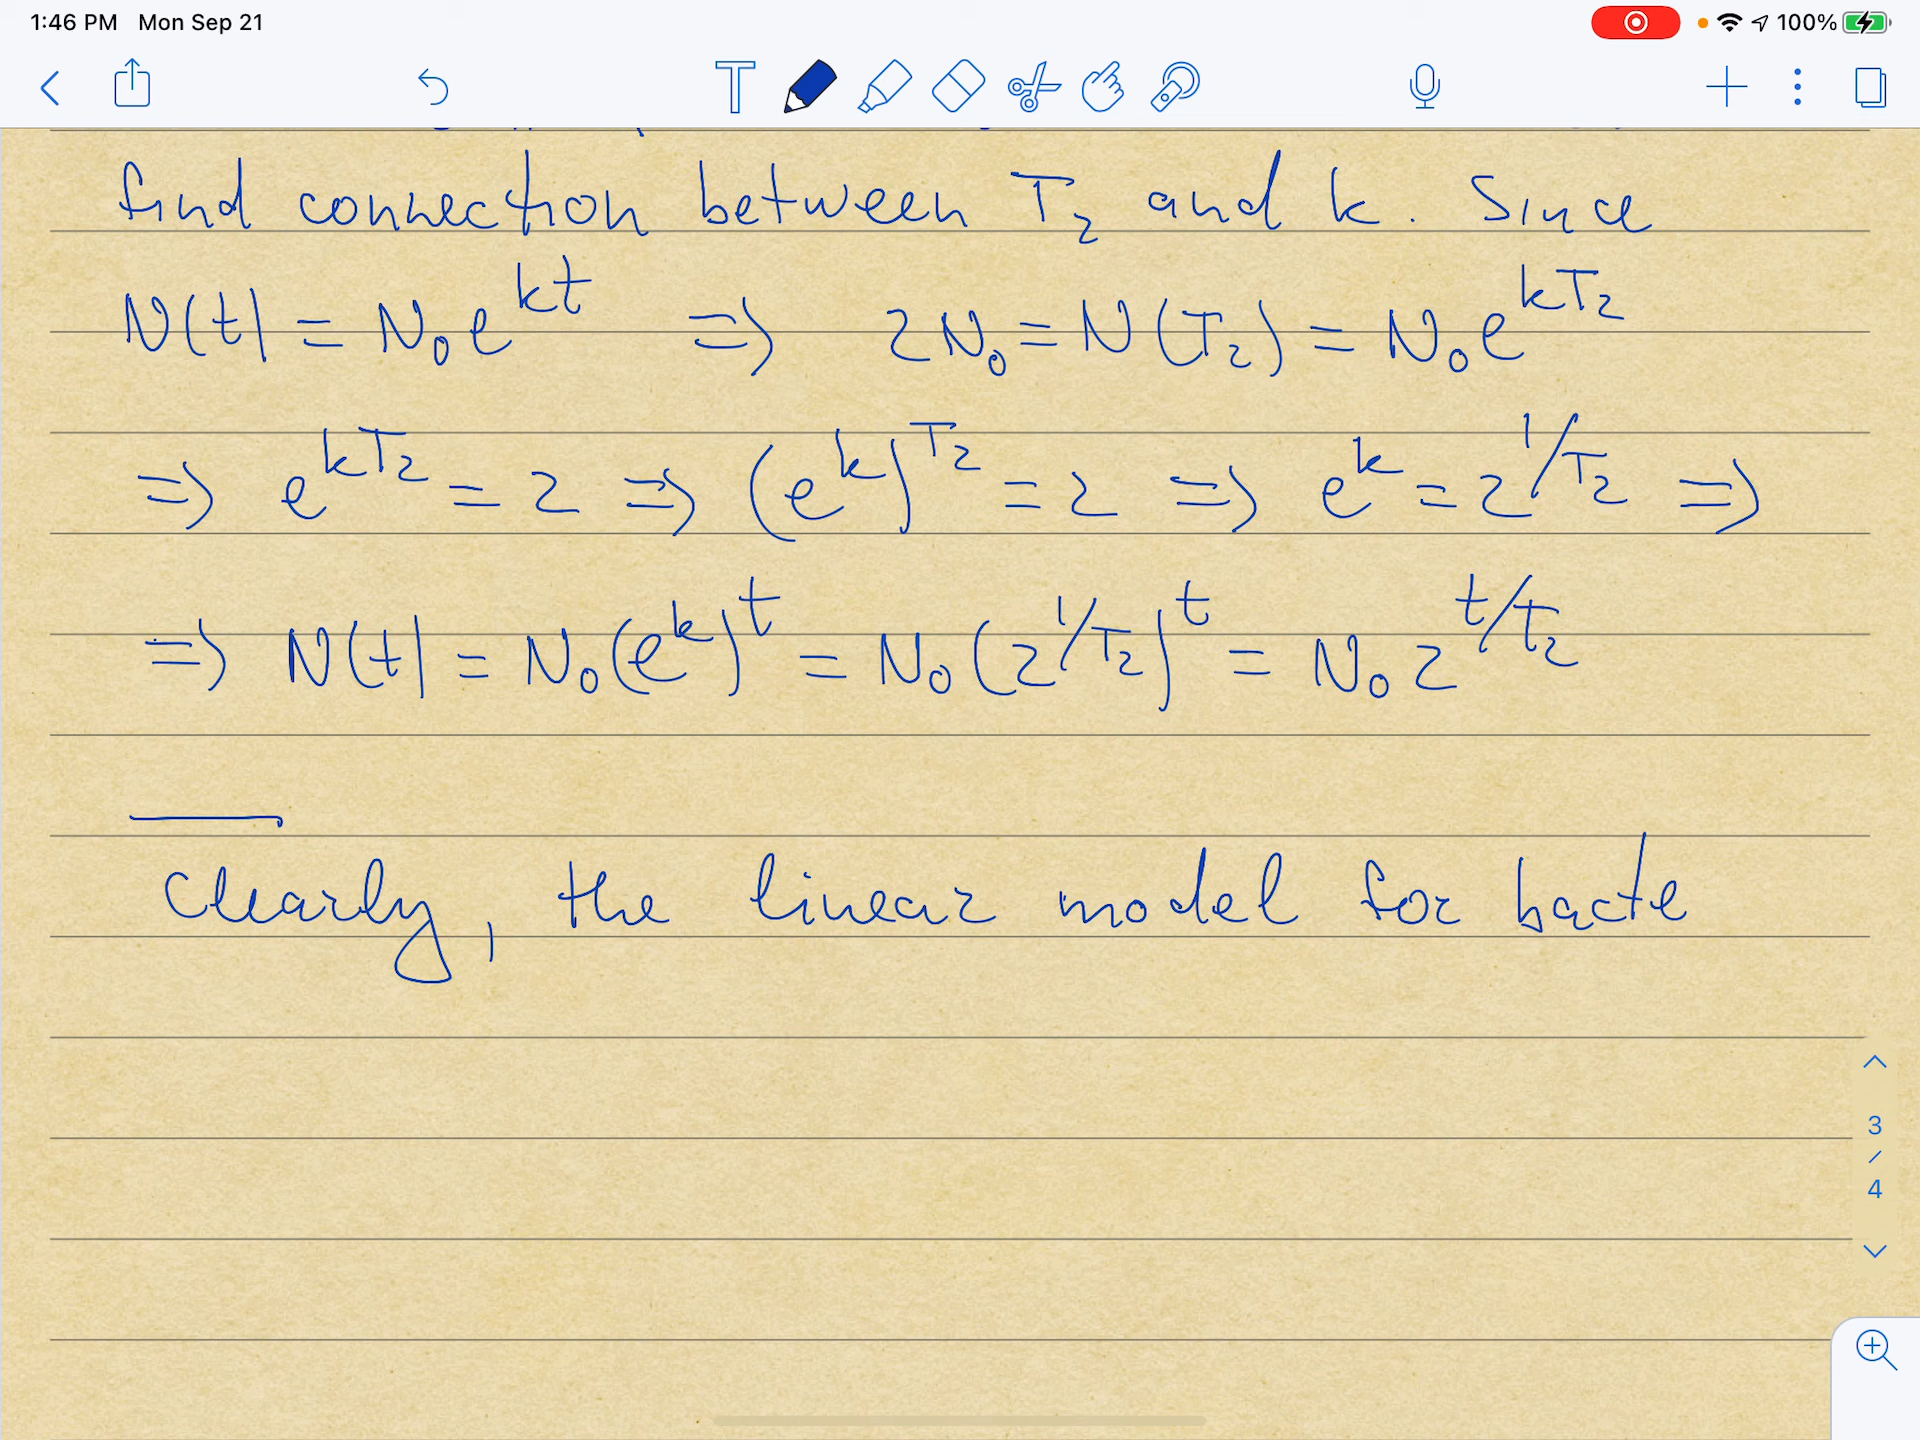 1:46 PM Mon Sep 21 100%
T
find connection between T₂ and k. Since
N(t) = N₀e^{kt} => 2N₀ = N(T₂) = N₀e^{kT₂}
=> e^{kT₂} = 2 => (e^k)^{T₂} = 2 => e^k = 2^{1/T₂} =>
=> N(t) = N₀(e^k)^t = N₀(2^{1/T₂})^t = N₀ 2^{t/T₂}
Clearly, the linear model for bacte
3
/
4